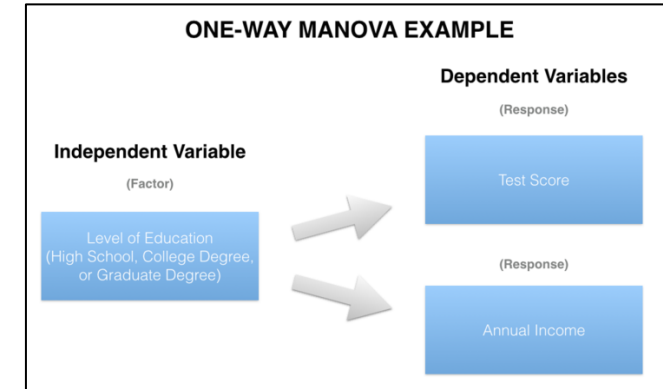 ONE-WAY MANOVA EXAMPLE
Independent Variable
(Factor)
Level of Education
(High School, College Degree,
or Graduate Degree)
Dependent Variables
(Response)
Test Score
(Response)
Annual Income